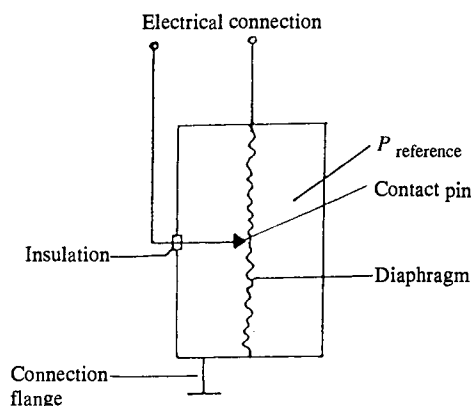 Electrical connection
P reference
Contact pin
Insulation
Diaphragm
Connection
flange